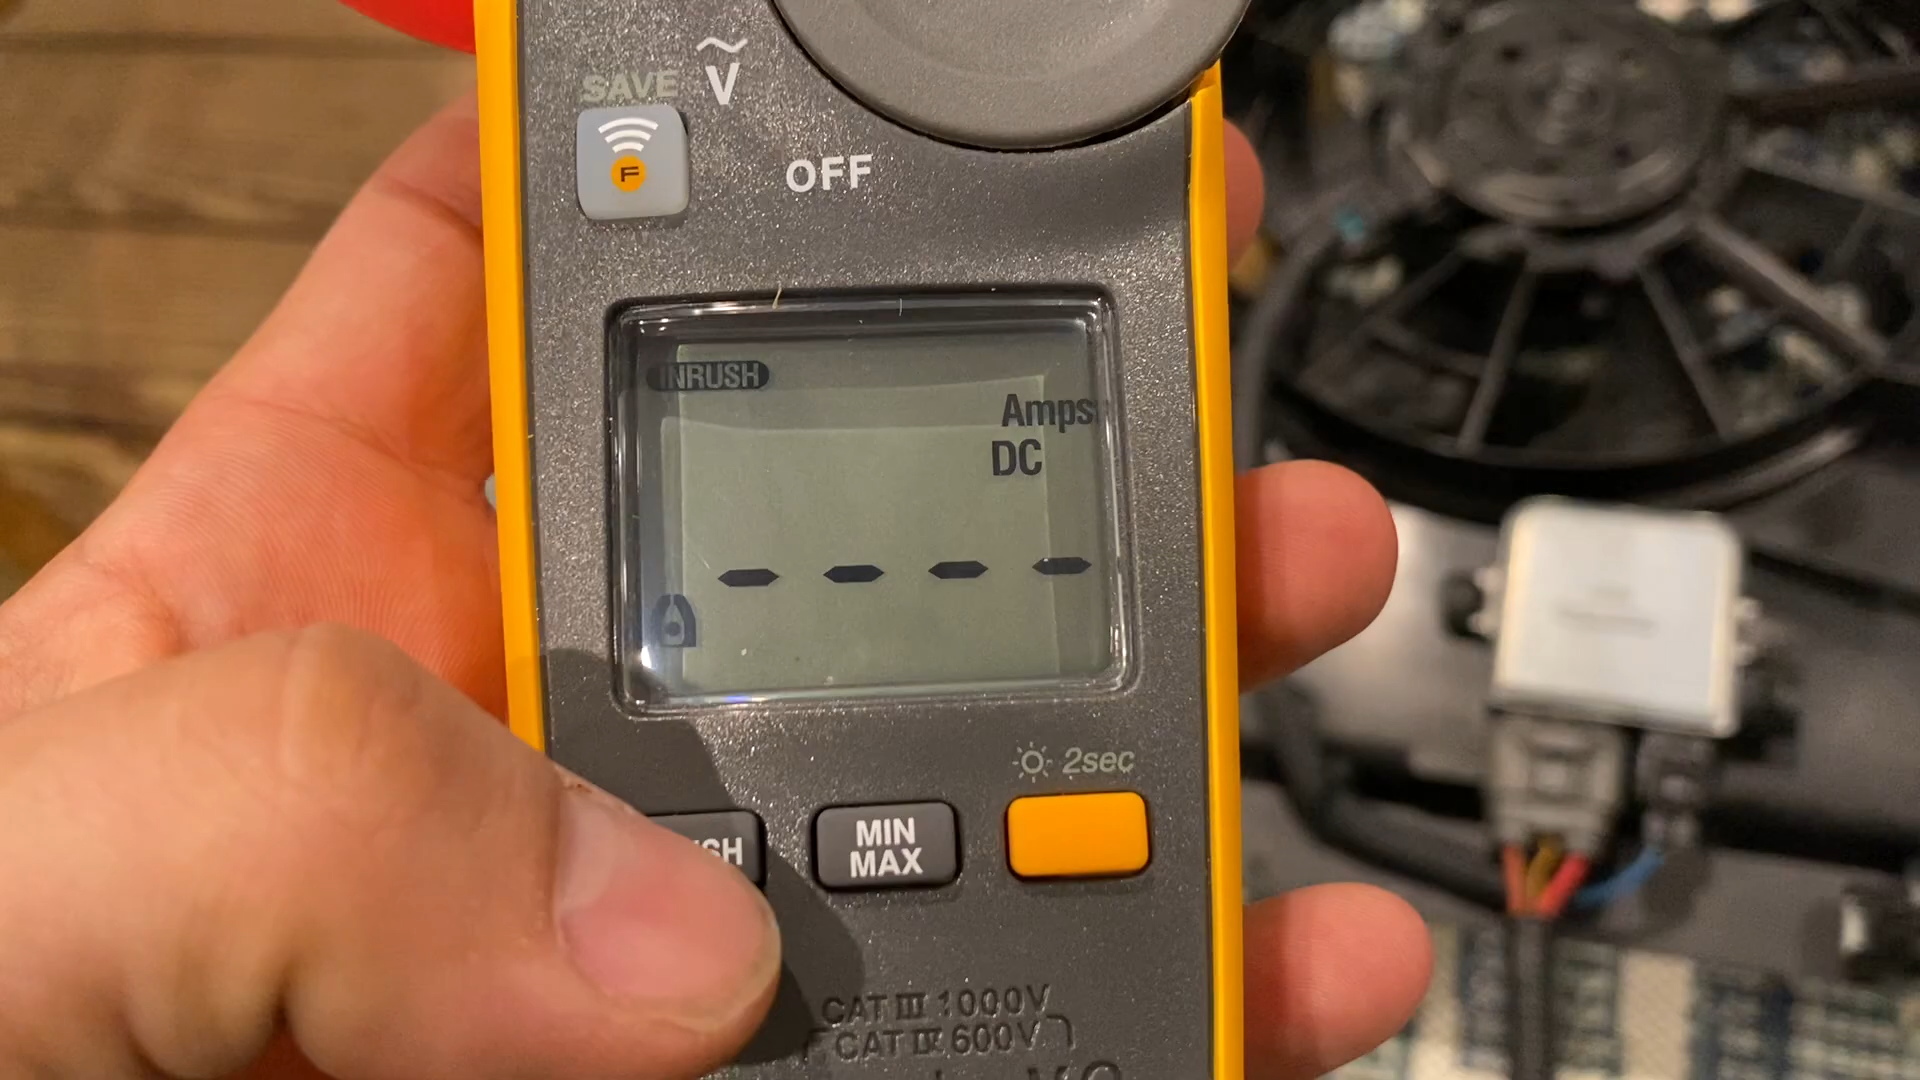 SAVE
V
F
OFF
INRUSH
Amps
DC
- - - -
2sec
MIN
MAX
CAT III 1000V
CAT IV 600V